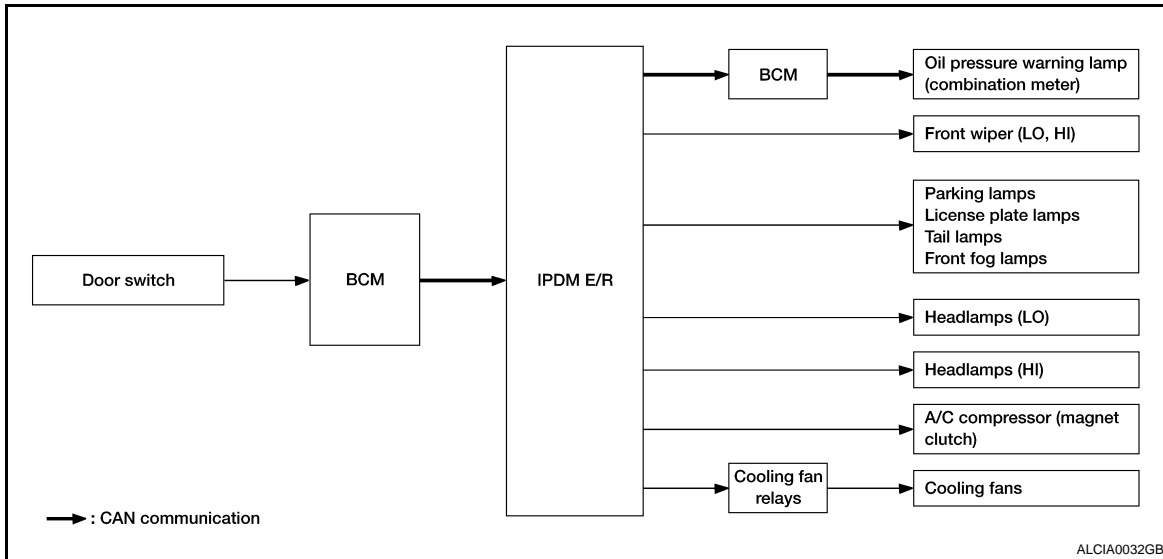 Door switch
BCM
IPDM E/R
BCM
Oil pressure warning lamp
(combination meter)
Front wiper (LO, HI)
Parking lamps
License plate lamps
Tail lamps
Front fog lamps
Headlamps (LO)
Headlamps (HI)
A/C compressor (magnet
clutch)
Cooling fan
relays
Cooling fans
: CAN communication
ALCIA0032GB